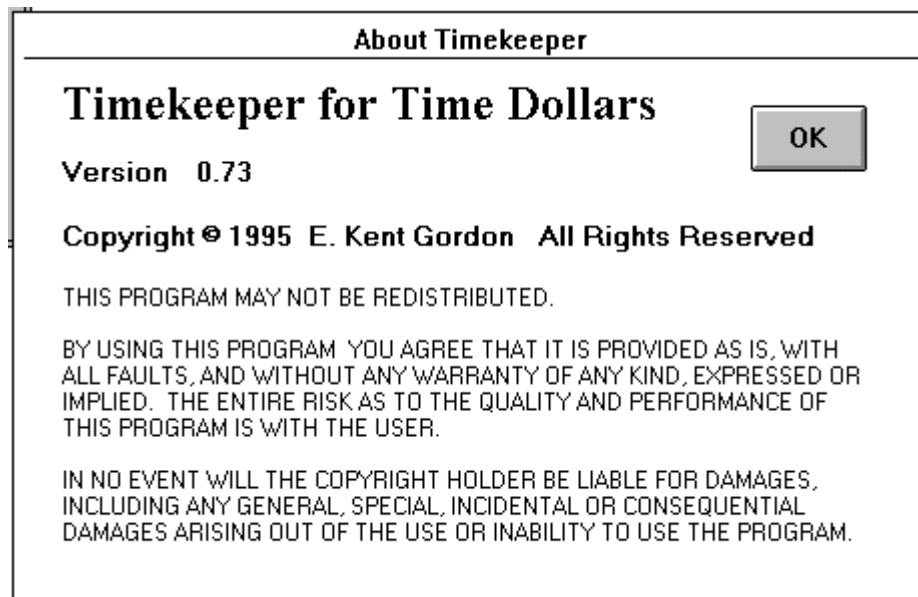 About Timekeeper
Timekeeper for Time Dollars
OK
Version 0.73
Copyright © 1995 E. Kent Gordon All Rights Reserved
THIS PROGRAM MAY NOT BE REDISTRIBUTED.
BY USING THIS PROGRAM YOU AGREE THAT IT IS PROVIDED AS IS, WITH
ALL FAULTS, AND WITHOUT ANY WARRANTY OF ANY KIND, EXPRESSED OR
IMPLIED. THE ENTIRE RISK AS TO THE QUALITY AND PERFORMANCE OF
THIS PROGRAM IS WITH THE USER.
IN NO EVENT WILL THE COPYRIGHT HOLDER BE LIABLE FOR DAMAGES,
INCLUDING ANY GENERAL, SPECIAL, INCIDENTAL OR CONSEQUENTIAL
DAMAGES ARISING OUT OF THE USE OR INABILITY TO USE THE PROGRAM.